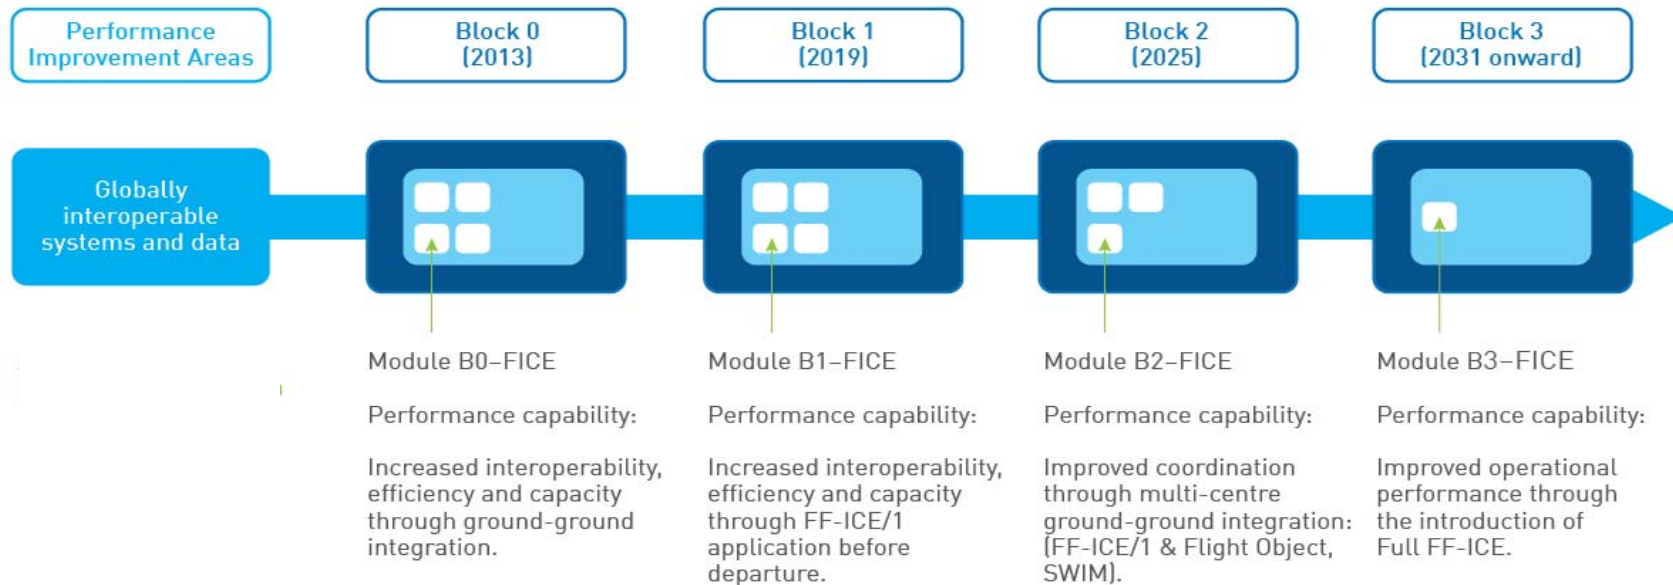 Performance
Improvement Areas
Block 0
(2013)
Block 1
(2019)
Block 2
(2025)
Block 3
(2031 onward)
Globally
interoperable
systems and data
Module B0–FICE
Performance capability:
Increased interoperability,
efficiency and capacity
through ground-ground
integration.
Module B1–FICE
Performance capability:
Increased interoperability,
efficiency and capacity
through FF-ICE/1
application before
departure.
Module B2–FICE
Performance capability:
Improved coordination
through multi-centre
ground-ground integration:
(FF-ICE/1 & Flight Object,
SWIM).
Module B3–FICE
Performance capability:
Improved operational
performance through
the introduction of
Full FF-ICE.